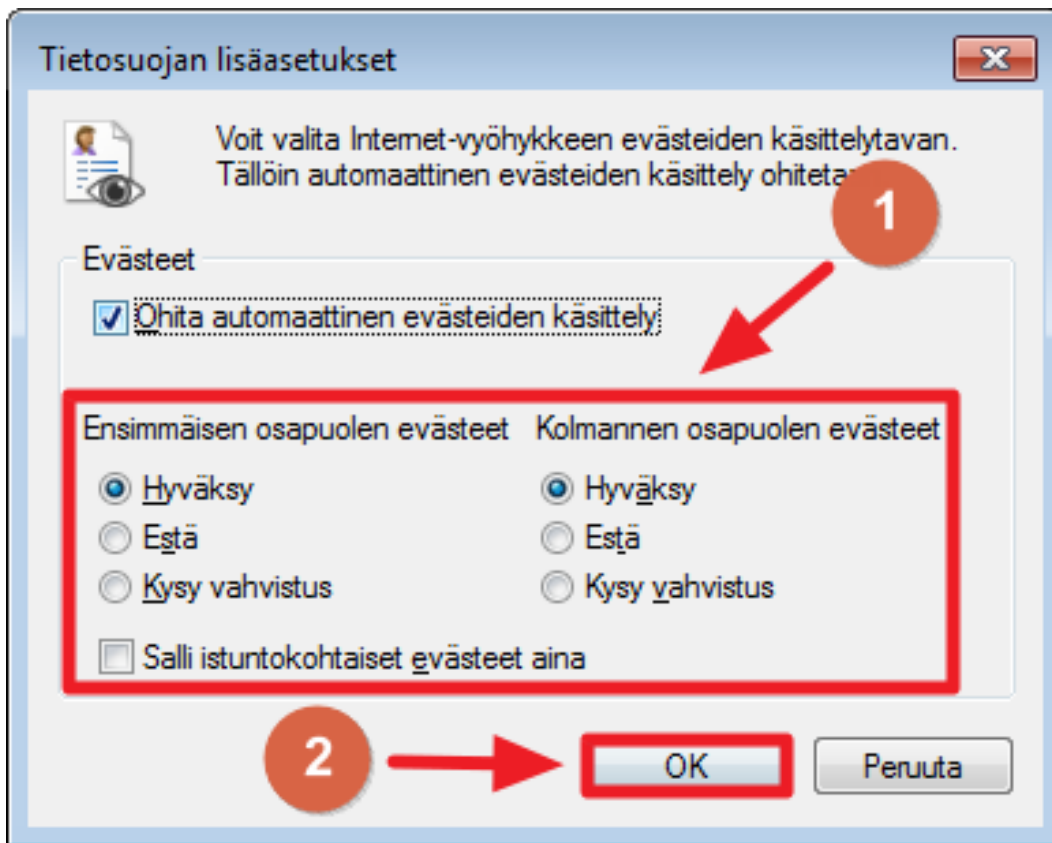 Tietosuojan lisäasetukset
Voit valita Internet-vyöhykkeen evästeiden käsittelytavan.
Tällöin automaattinen evästeiden käsittely
1
Evästeet
Ohita automaattinen evästeiden käsittely
Ensimmäisen osapuolen evästeet Kolmannen osapuolen evästeet
Hyväksy Hyväksy
Estä Estä
Kysy vahvistus Kysy vahvistus
Salli istuntokohtaiset evästeet aina
2
OK Peruuta